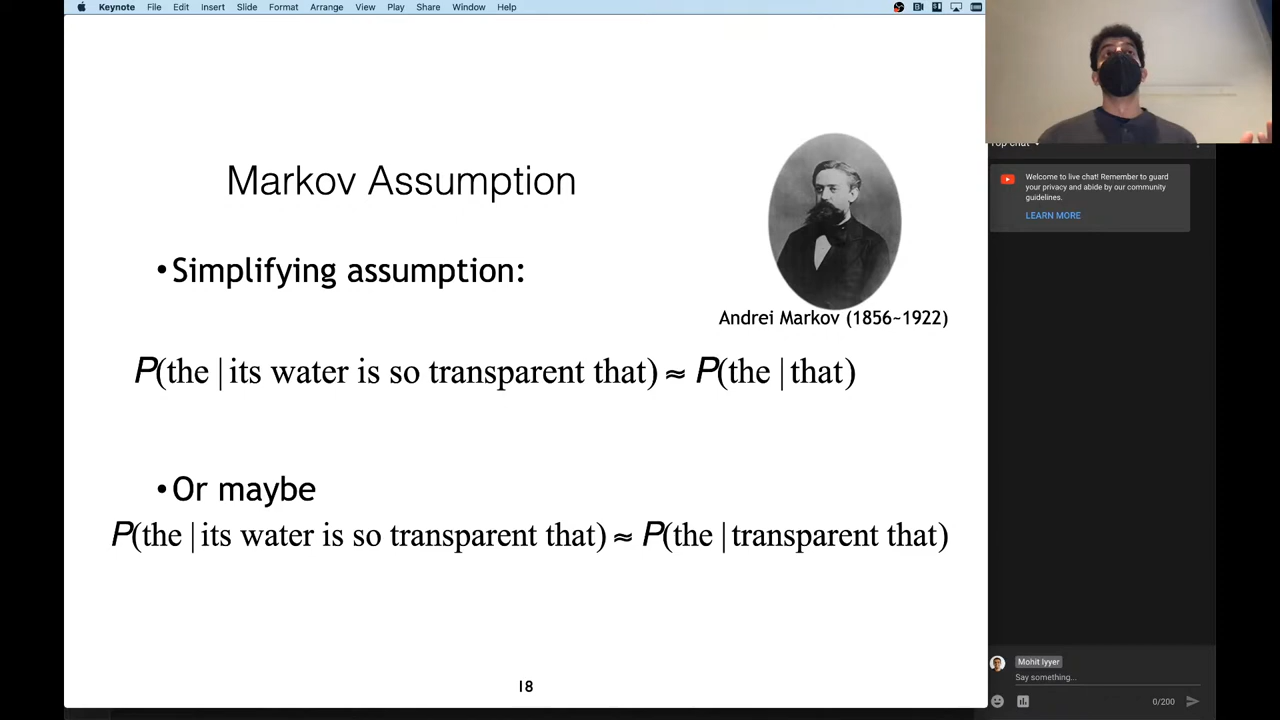 Keynote File Edit Insert Slide Format Arrange View Play Share Window Help
Markov Assumption
•Simplifying assumption:
Andrei Markov (1856~1922)
P(the | its water is so transparent that) ≈ P(the | that)
•Or maybe
P(the | its water is so transparent that) ≈ P(the | transparent that)
18
Top chat
Welcome to live chat! Remember to guard
your privacy and abide by our community
guidelines.
LEARN MORE
Mohit Iyyer
Say something...
0/200